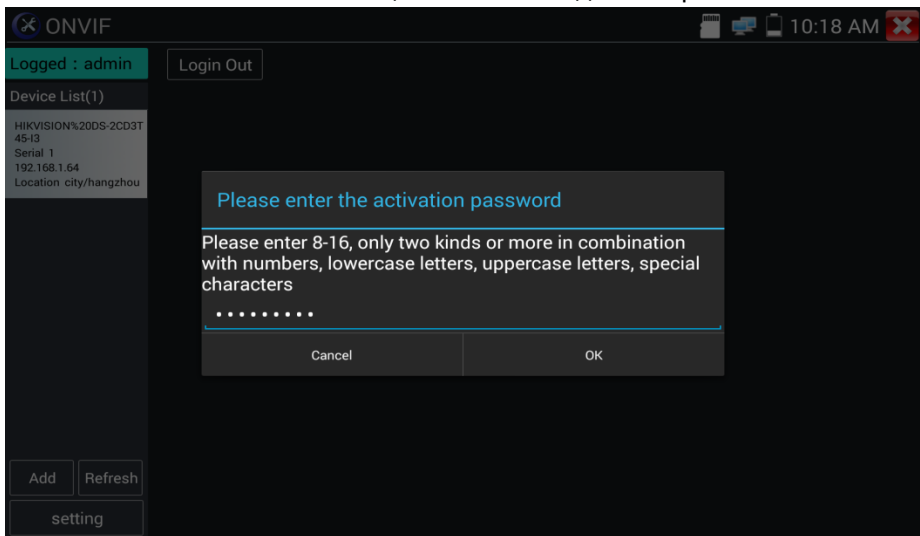 ONVIF
10:18 AM
Logged : admin
Login Out
Device List(1)
HIKVISION%20DS-2CD3T
45-I3
Serial 1
192.168.1.64
Location city/hangzhou
Please enter the activation password
Please enter 8-16, only two kinds or more in combination
with numbers, lowercase letters, uppercase letters, special
characters
Cancel
OK
Add
Refresh
setting